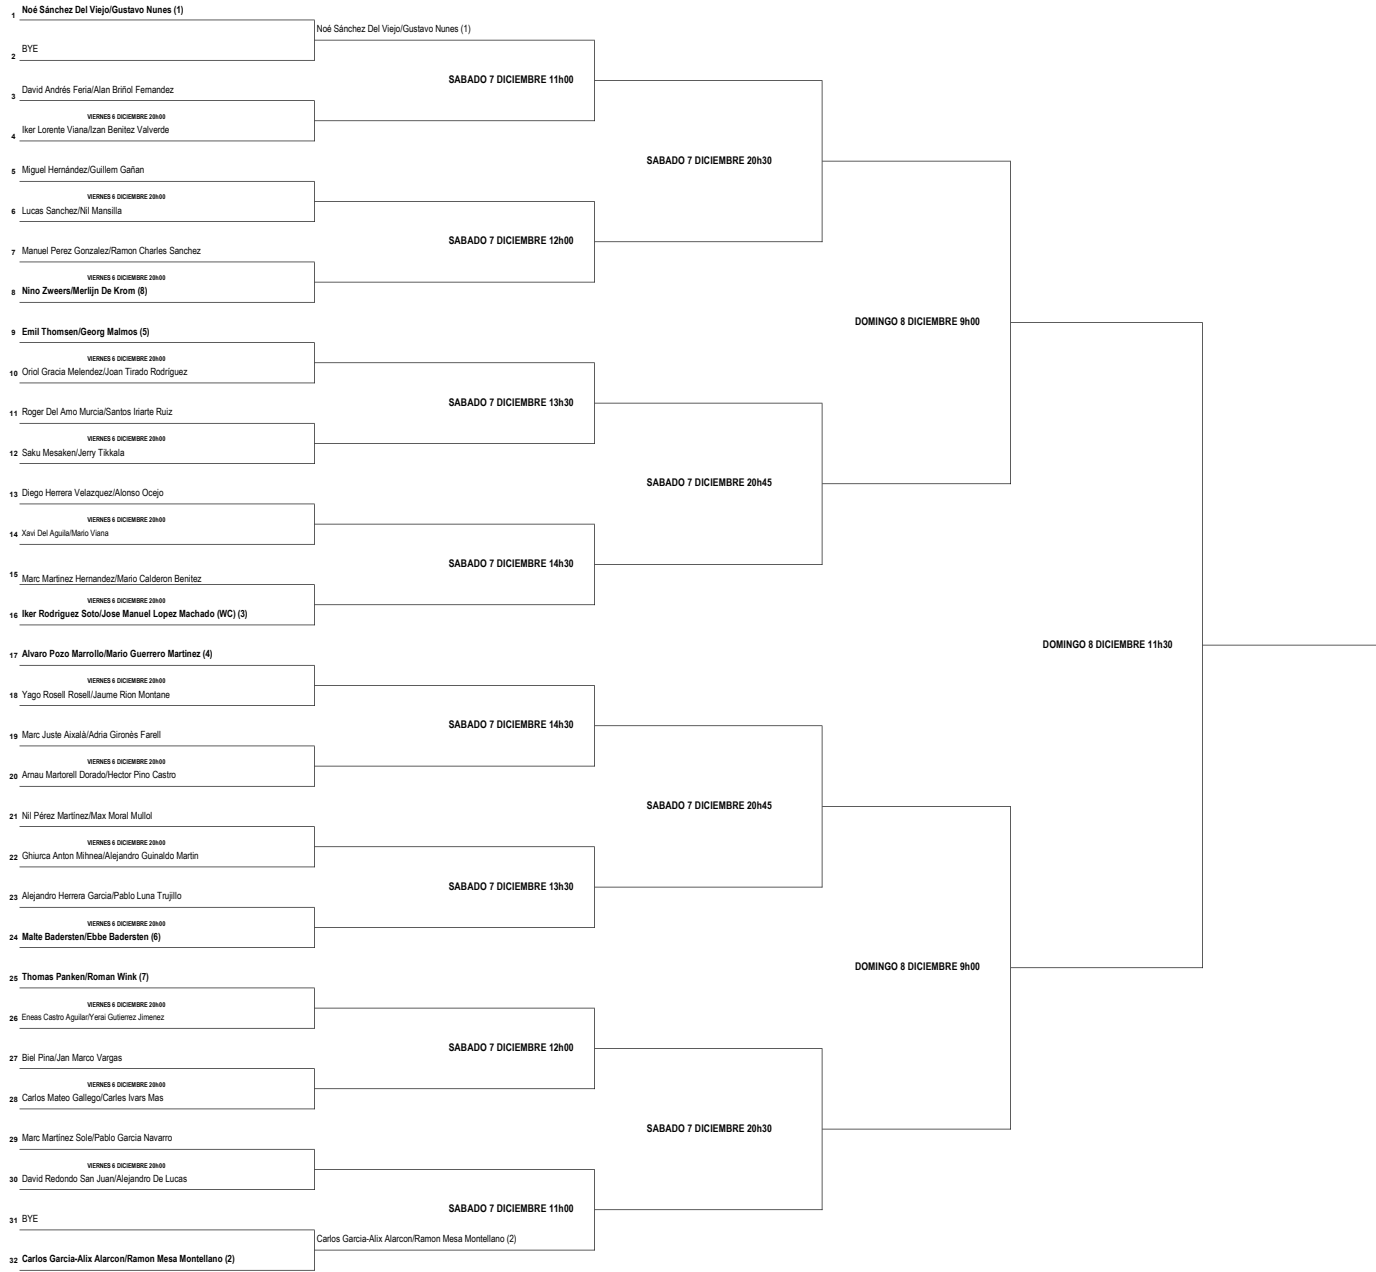 1 Noé Sánchez Del Viejo/Gustavo Nunes (1)
Noé Sánchez Del Viejo/Gustavo Nunes (1)
2 BYE
SABADO 7 DICIEMBRE 11h00
3 David Andrés Feria/Alan Briñol Fernandez
VIERNES 6 DICIEMBRE 20h00
4 Iker Lorente Viana/Izan Benitez Valverde
SABADO 7 DICIEMBRE 20h30
5 Miguel Hernández/Guillem Gañan
VIERNES 6 DICIEMBRE 20h00
6 Lucas Sanchez/Nil Mansilla
SABADO 7 DICIEMBRE 12h00
7 Manuel Perez Gonzalez/Ramon Charles Sanchez
VIERNES 6 DICIEMBRE 20h00
8 Nino Zweers/Merlijn De Krom (8)
DOMINGO 8 DICIEMBRE 9h00
9 Emil Thomsen/Georg Malmos (5)
VIERNES 6 DICIEMBRE 20h00
10 Oriol Gracia Melendez/Joan Tirado Rodríguez
SABADO 7 DICIEMBRE 13h30
11 Roger Del Amo Murcia/Santos Iriarte Ruiz
VIERNES 6 DICIEMBRE 20h00
12 Saku Mesaken/Jerry Tikkala
SABADO 7 DICIEMBRE 20h45
13 Diego Herrera Velazquez/Alonso Ocejo
VIERNES 6 DICIEMBRE 20h00
14 Xavi Del Aguila/Mario Viana
SABADO 7 DICIEMBRE 14h30
15 Marc Martinez Hernandez/Mario Calderon Benitez
VIERNES 6 DICIEMBRE 20h00
16 Iker Rodriguez Soto/Jose Manuel Lopez Machado (WC) (3)
DOMINGO 8 DICIEMBRE 11h30
17 Alvaro Pozo Marrollo/Mario Guerrero Martinez (4)
VIERNES 6 DICIEMBRE 20h00
18 Yago Rosell Rosell/Jaume Rion Montane
SABADO 7 DICIEMBRE 14h30
19 Marc Juste Aixalà/Adria Gironès Farell
VIERNES 6 DICIEMBRE 20h00
20 Arnau Martorell Dorado/Hector Pino Castro
SABADO 7 DICIEMBRE 20h45
21 Nil Pérez Martinez/Max Moral Mullol
VIERNES 6 DICIEMBRE 20h00
22 Ghiurca Anton Mihnea/Alejandro Guinaldo Martin
SABADO 7 DICIEMBRE 13h30
23 Alejandro Herrera Garcia/Pablo Luna Trujillo
VIERNES 6 DICIEMBRE 20h00
24 Malte Badersten/Ebbe Badersten (6)
DOMINGO 8 DICIEMBRE 9h00
25 Thomas Panken/Roman Wink (7)
VIERNES 6 DICIEMBRE 20h00
26 Eneas Castro Aguilar/Yerai Gutierrez Jimenez
SABADO 7 DICIEMBRE 12h00
27 Biel Pina/Jan Marco Vargas
VIERNES 6 DICIEMBRE 20h00
28 Carlos Mateo Gallego/Carles Ivars Mas
SABADO 7 DICIEMBRE 20h30
29 Marc Martínez Sole/Pablo Garcia Navarro
VIERNES 6 DICIEMBRE 20h00
30 David Redondo San Juan/Alejandro De Lucas
SABADO 7 DICIEMBRE 11h00
31 BYE
Carlos Garcia-Alix Alarcon/Ramon Mesa Montellano (2)
32 Carlos Garcia-Alix Alarcon/Ramon Mesa Montellano (2)